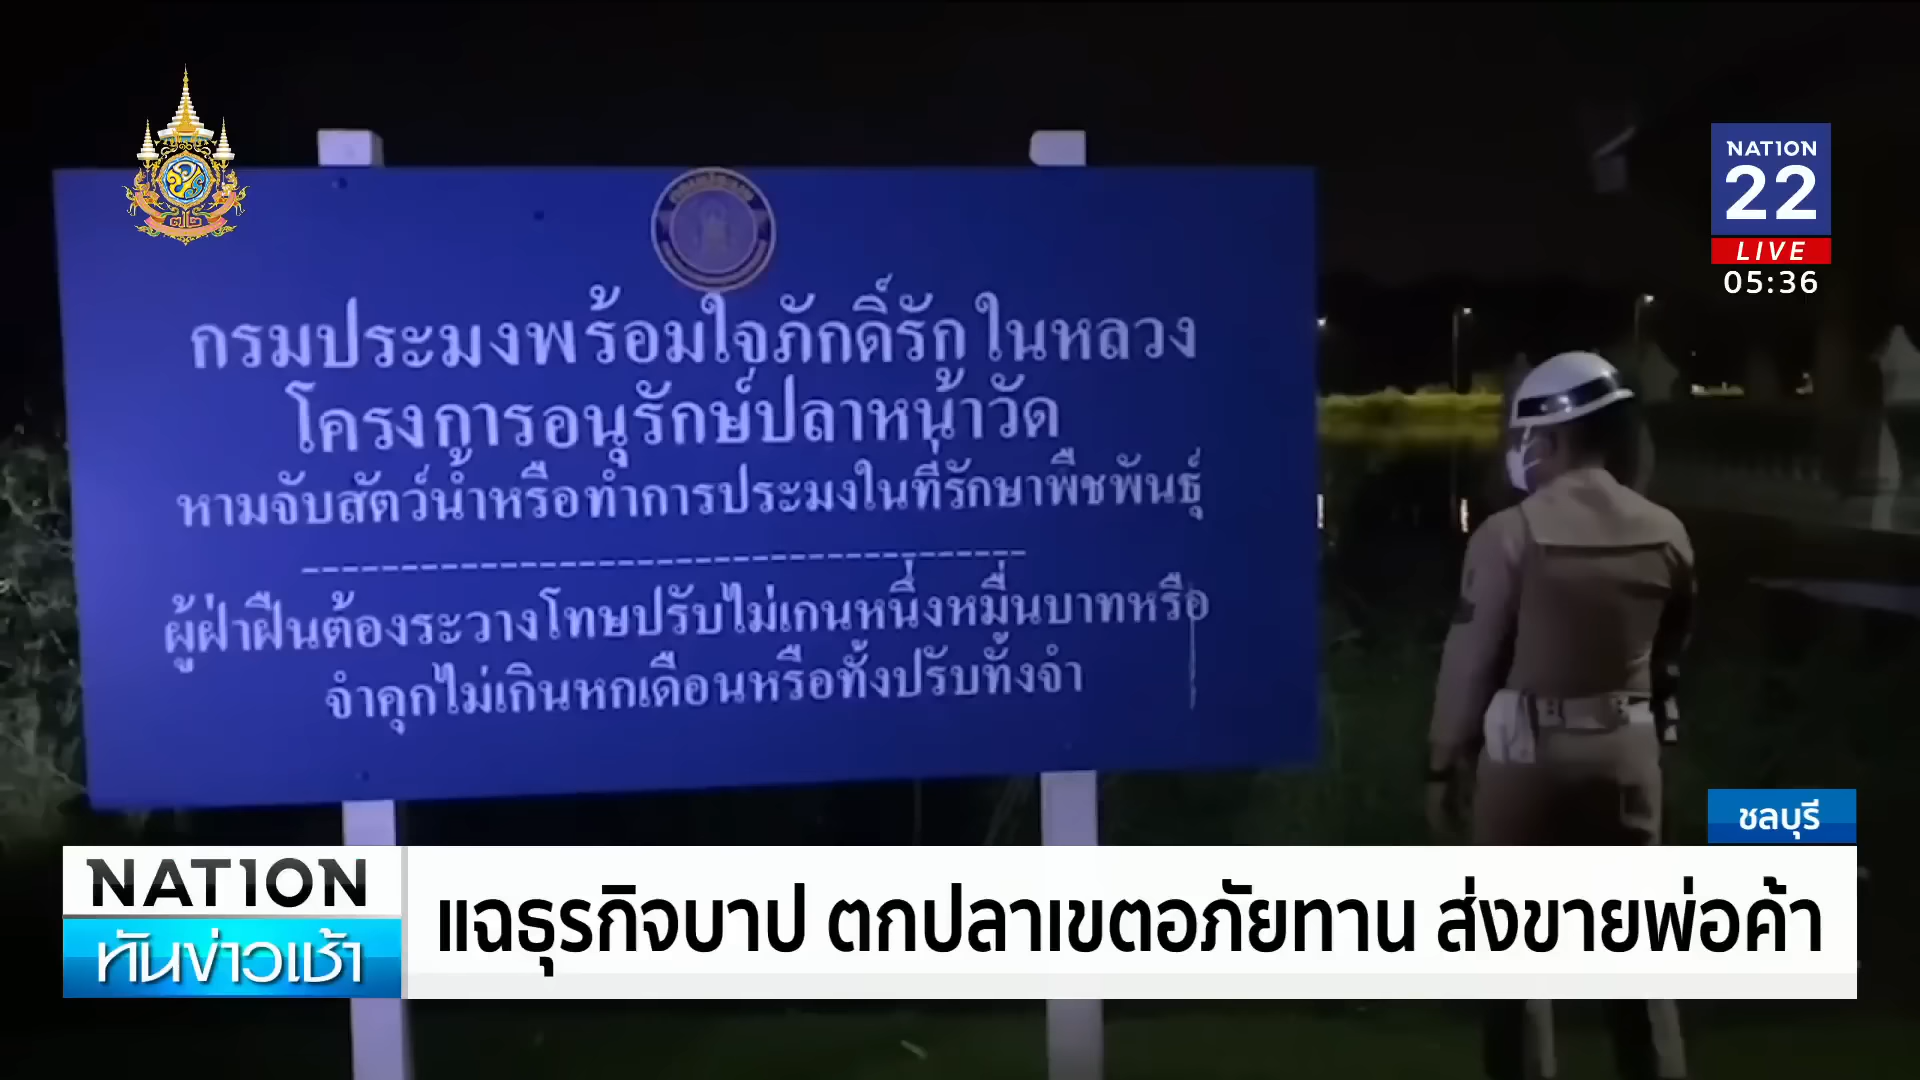 NATION
22
LIVE
05:36
กรมประมงพร้อมใจภักดิ์รักในหลวง
โครงการอนุรักษ์ปลาหน้าวัด
หามจับสัตว์น้ำหรือทำการประมงในที่รักษาพืชพันธุ์
ผู้ฝ่าฝืนต้องระวางโทษปรับไม่เกนหนึ่งหมื่นบาทหรือ
จำคุกไม่เกินหกเดือนหรือทั้งปรับทั้งจำ
ชลบุรี
NATION
ทันข่าวเช้า
แฉธุรกิจบาป ตกปลาเขตอภัยทาน ส่งขายพ่อค้า